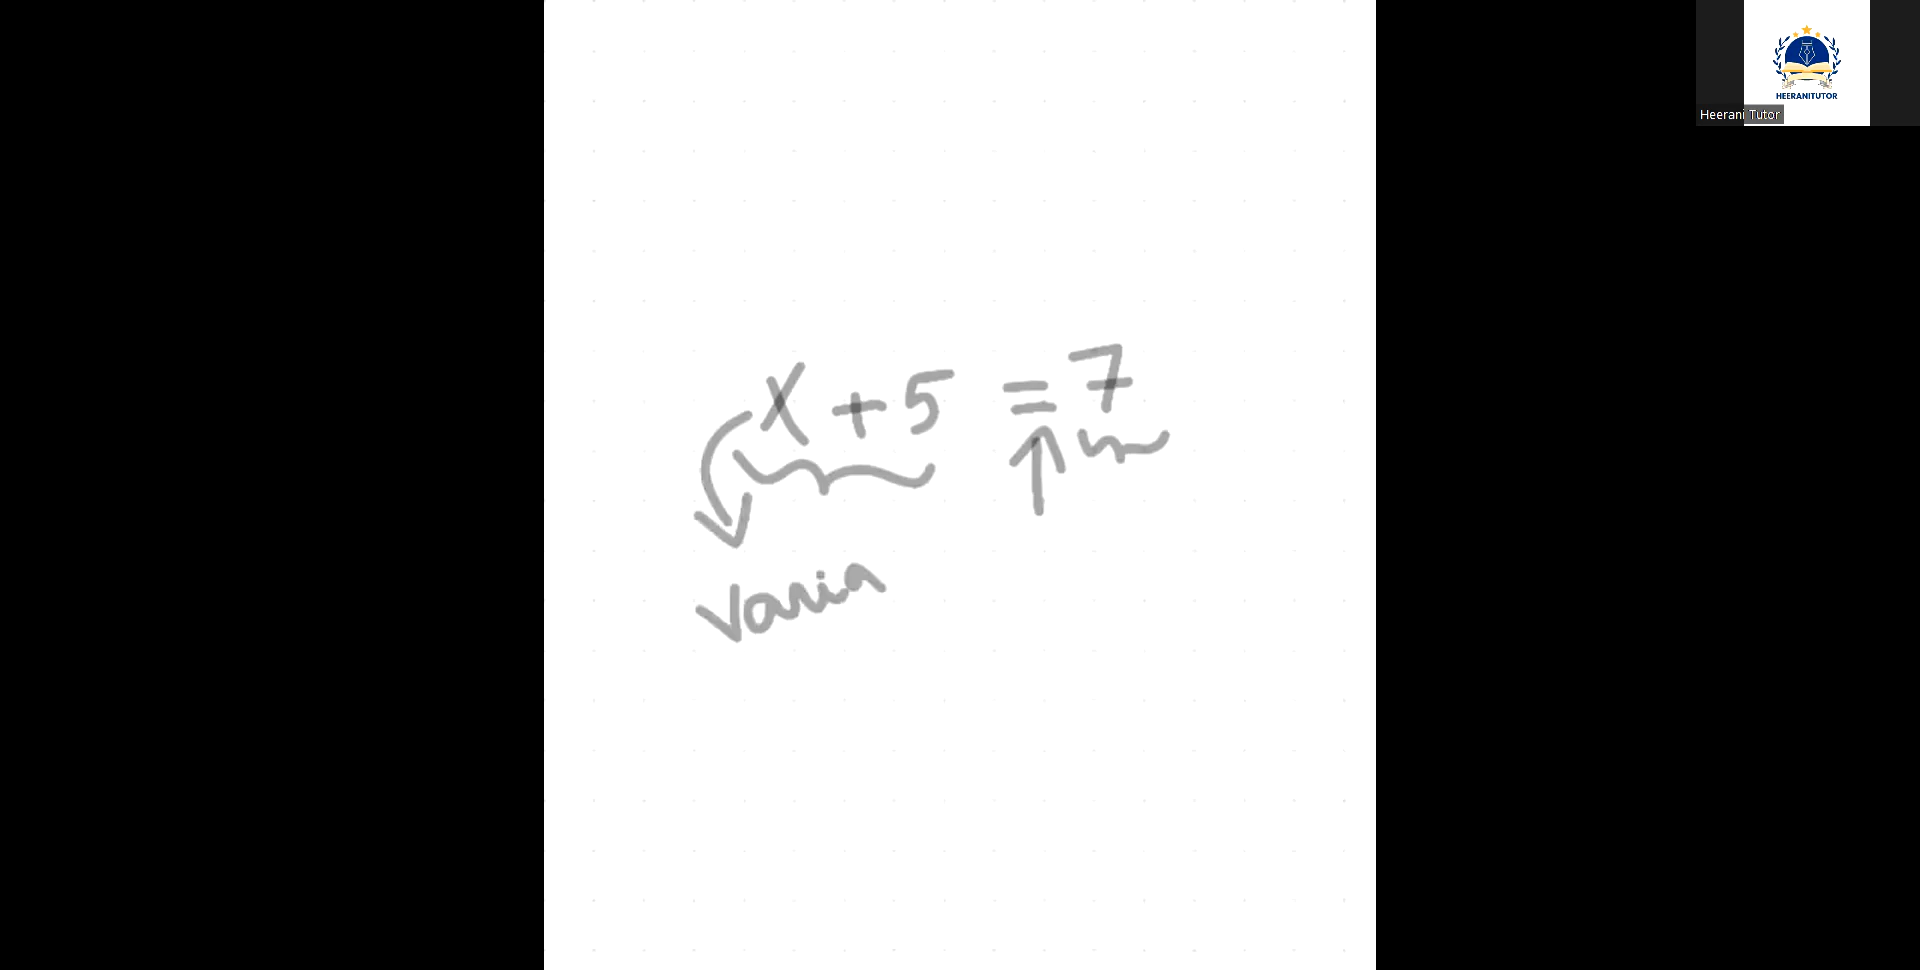 x + 5 = 7
Varia
HEERANITUTOR
Heerani Tutor